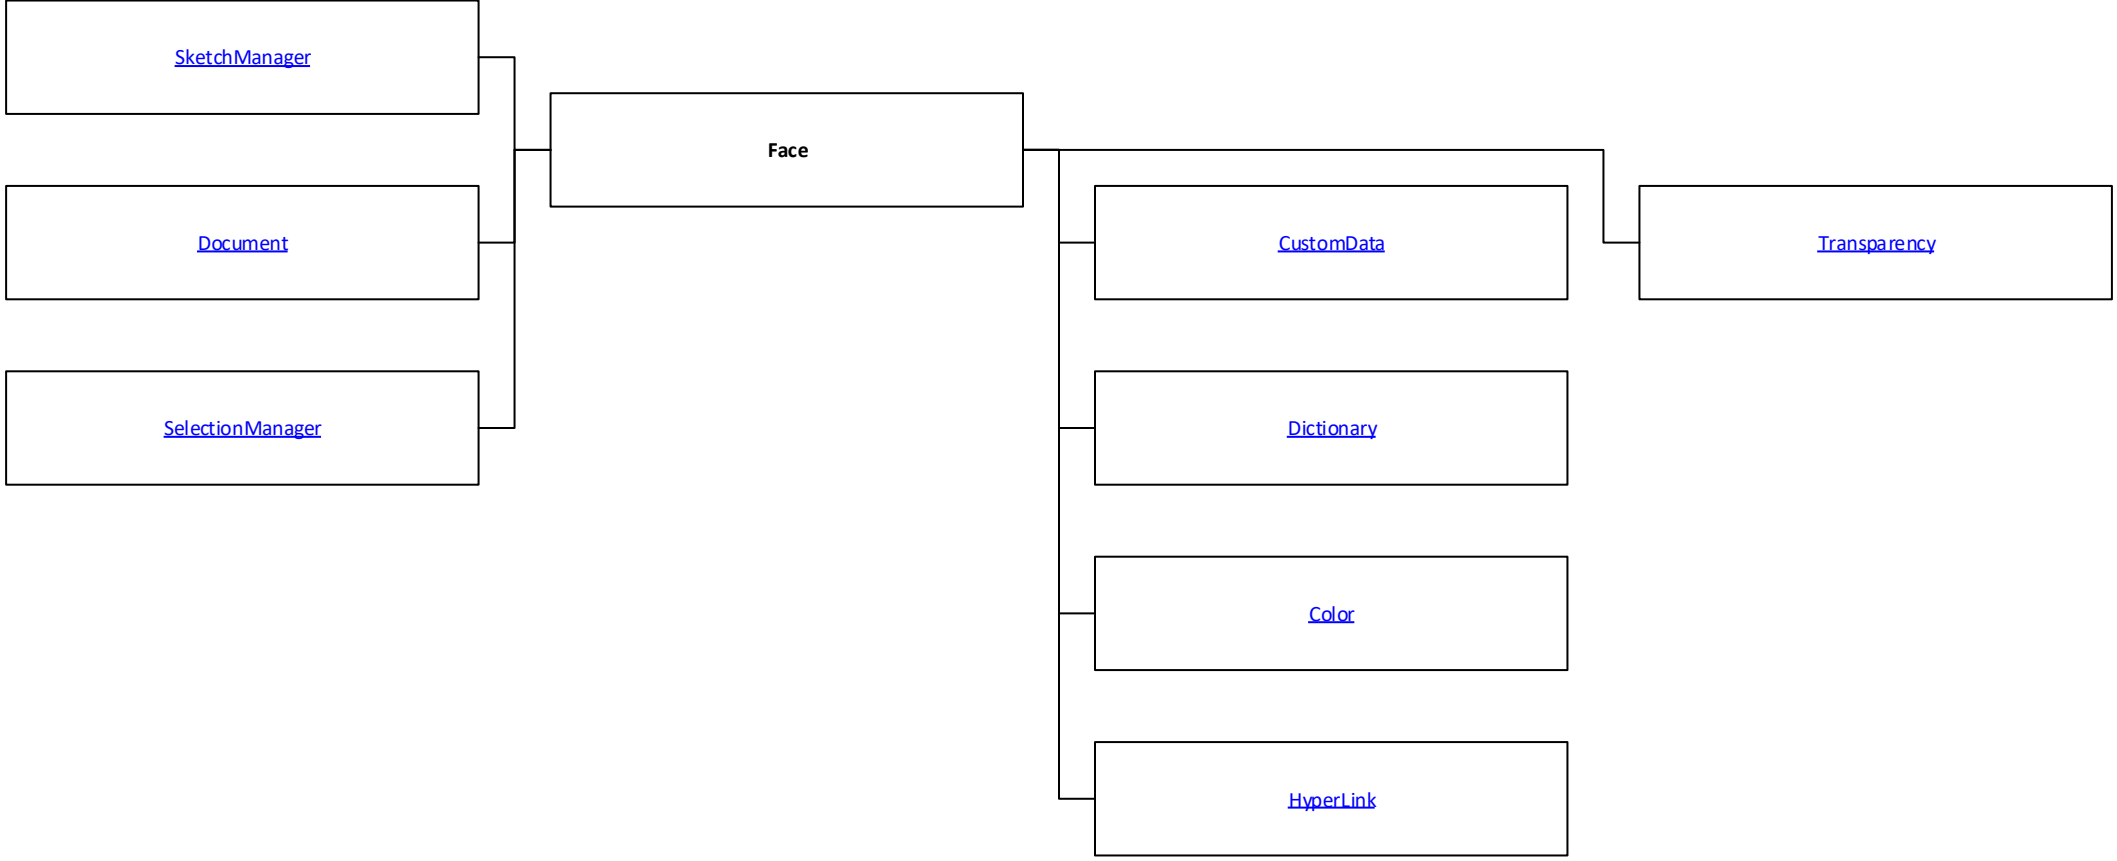 SketchManager
Face
Document
CustomData
Transparency
SelectionManager
Dictionary
Color
HyperLink